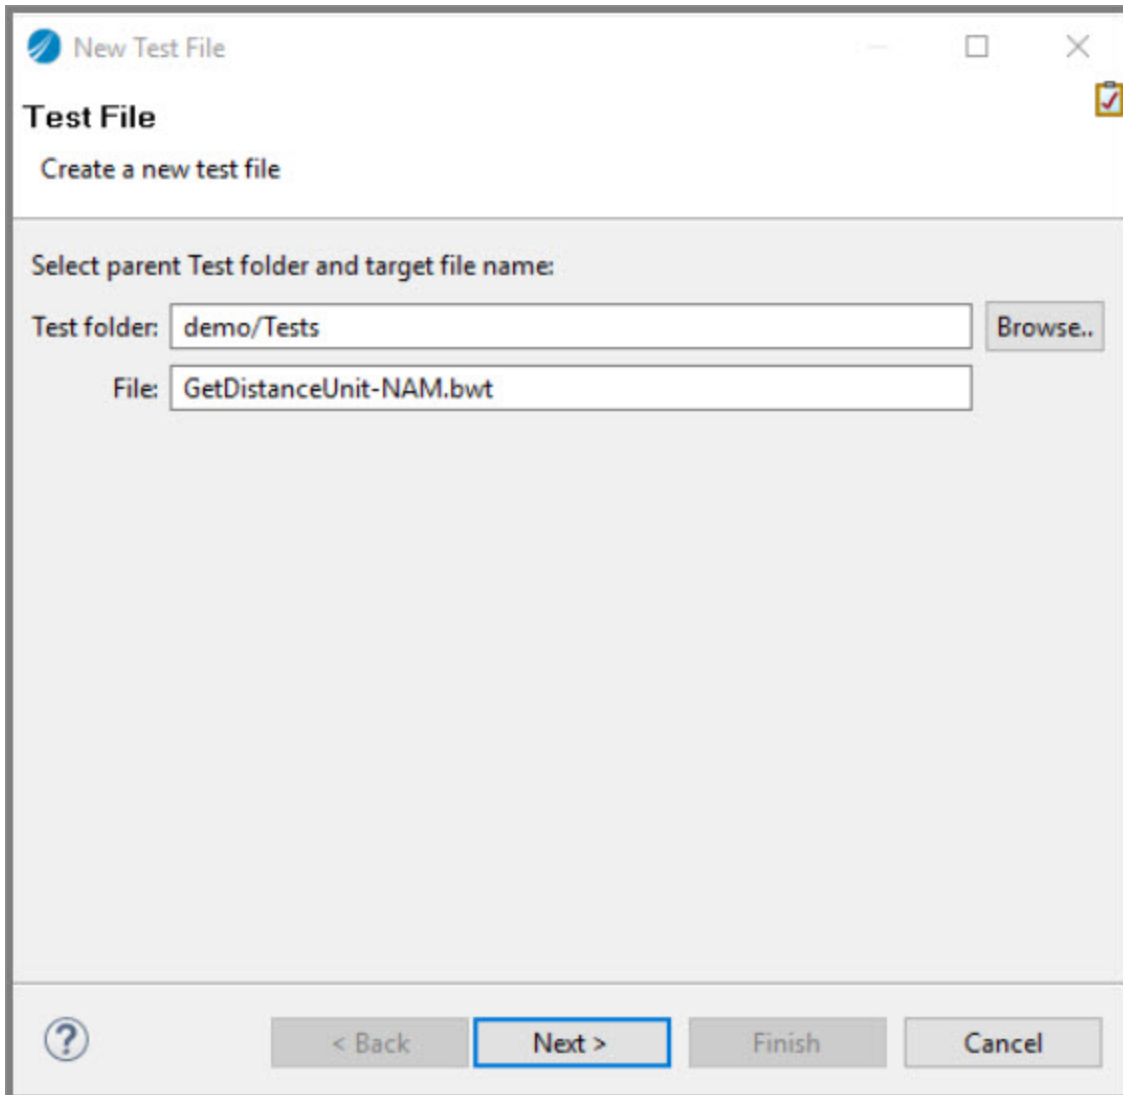 New Test File
Test File
Create a new test file
Select parent Test folder and target file name:
Test folder: demo/Tests Browse..
File: GetDistanceUnit-NAM.bwt
? < Back Next > Finish Cancel